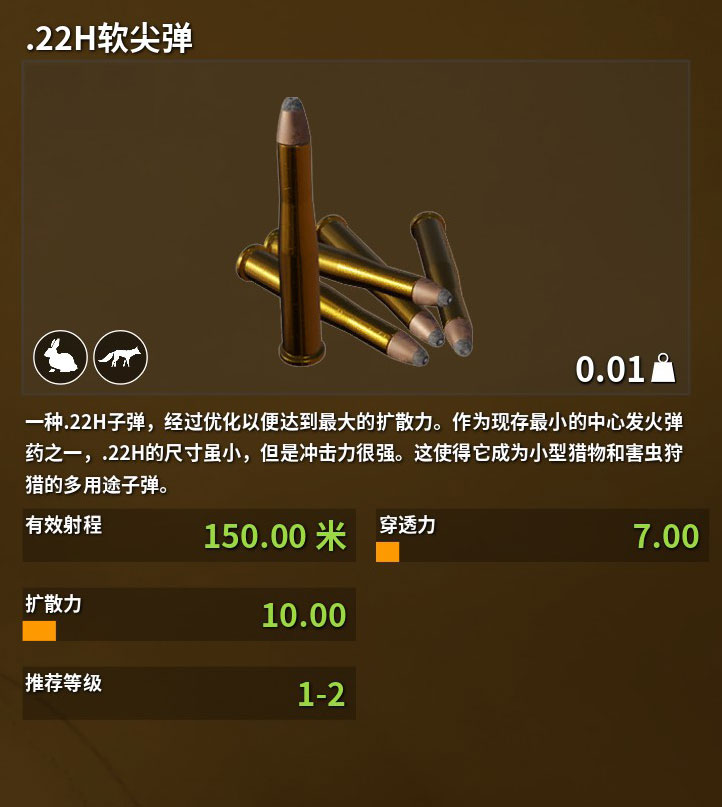 .22H软尖弹
0.01
一种.22H子弹，经过优化以便达到最大的扩散力。作为现存最小的中心发火弹
药之一，.22H的尺寸虽小，但是冲击力很强。这使得它成为小型猎物和害虫狩
猎的多用途子弹。
有效射程 150.00 米
穿透力 7.00
扩散力 10.00
推荐等级 1-2